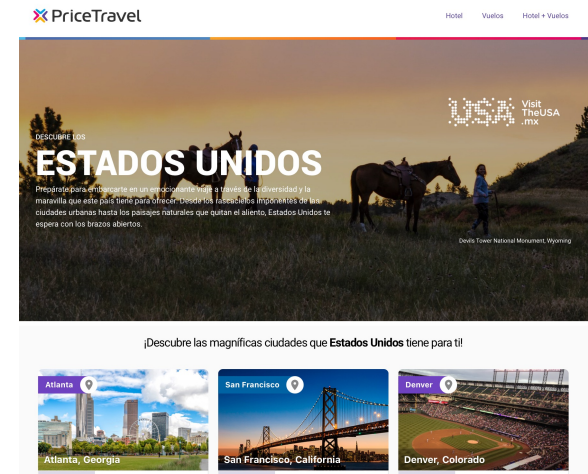 PriceTravel
Hotel Vuelos Hotel + Vuelos
USA
Visit
TheUSA
.mx
DESCUBRE LOS
ESTADOS UNIDOS
Prepárate para embarcarte en un emocionante viaje a través de la diversidad y la
maravilla que este país tiene para ofrecer. Desde los rascacielos imponentes de las
ciudades urbanas hasta los paisajes naturales que quitan el aliento, Estados Unidos te
espera con los brazos abiertos.
Devils Tower National Monument, Wyoming
¡Descubre las magníficas ciudades que Estados Unidos tiene para ti!
Atlanta
Atlanta, Georgia
San Francisco
San Francisco, California
Denver
Denver, Colorado